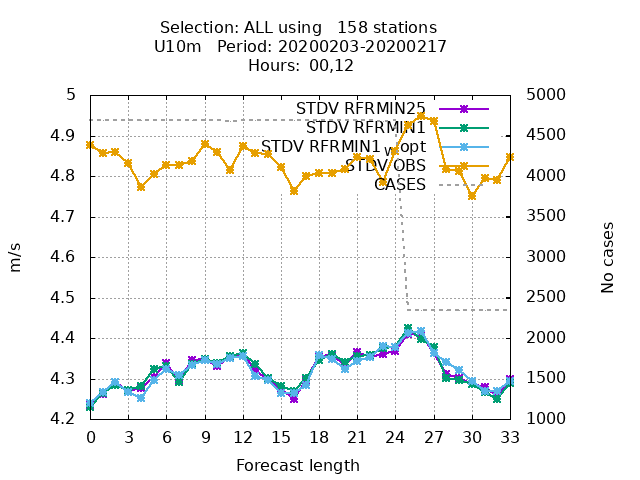 Selection: ALL using   158 stations
U10m   Period: 20200203-20200217
Hours:  00,12
5
4.9
4.8
4.7
4.6
4.5
4.4
4.3
4.2
m/s
STDV RFRMIN25
STDV RFRMIN1
STDV RFRMIN1woopt
STDV OBS
CASES
5000
4500
4000
3500
3000
2500
2000
1500
1000
No cases
0 3 6 9 12 15 18 21 24 27 30 33
Forecast length